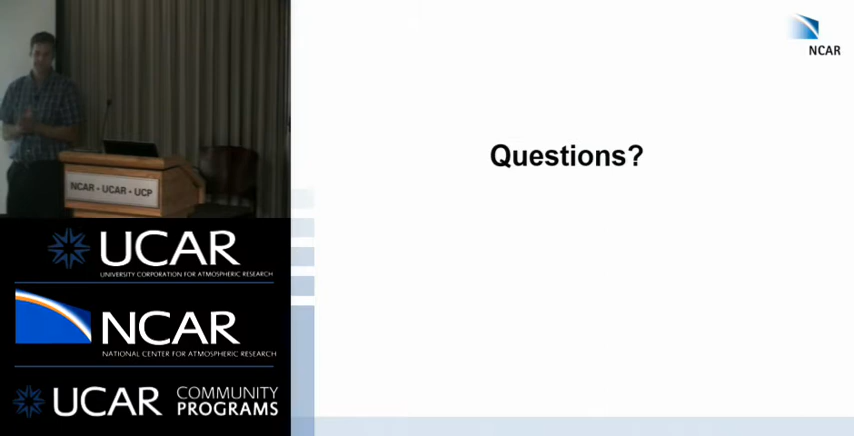 NCAR
Questions?
NCAR • UCAR • UCP
UCAR
UNIVERSITY CORPORATION FOR ATMOSPHERIC RESEARCH
NCAR
NATIONAL CENTER FOR ATMOSPHERIC RESEARCH
UCAR COMMUNITY
PROGRAMS